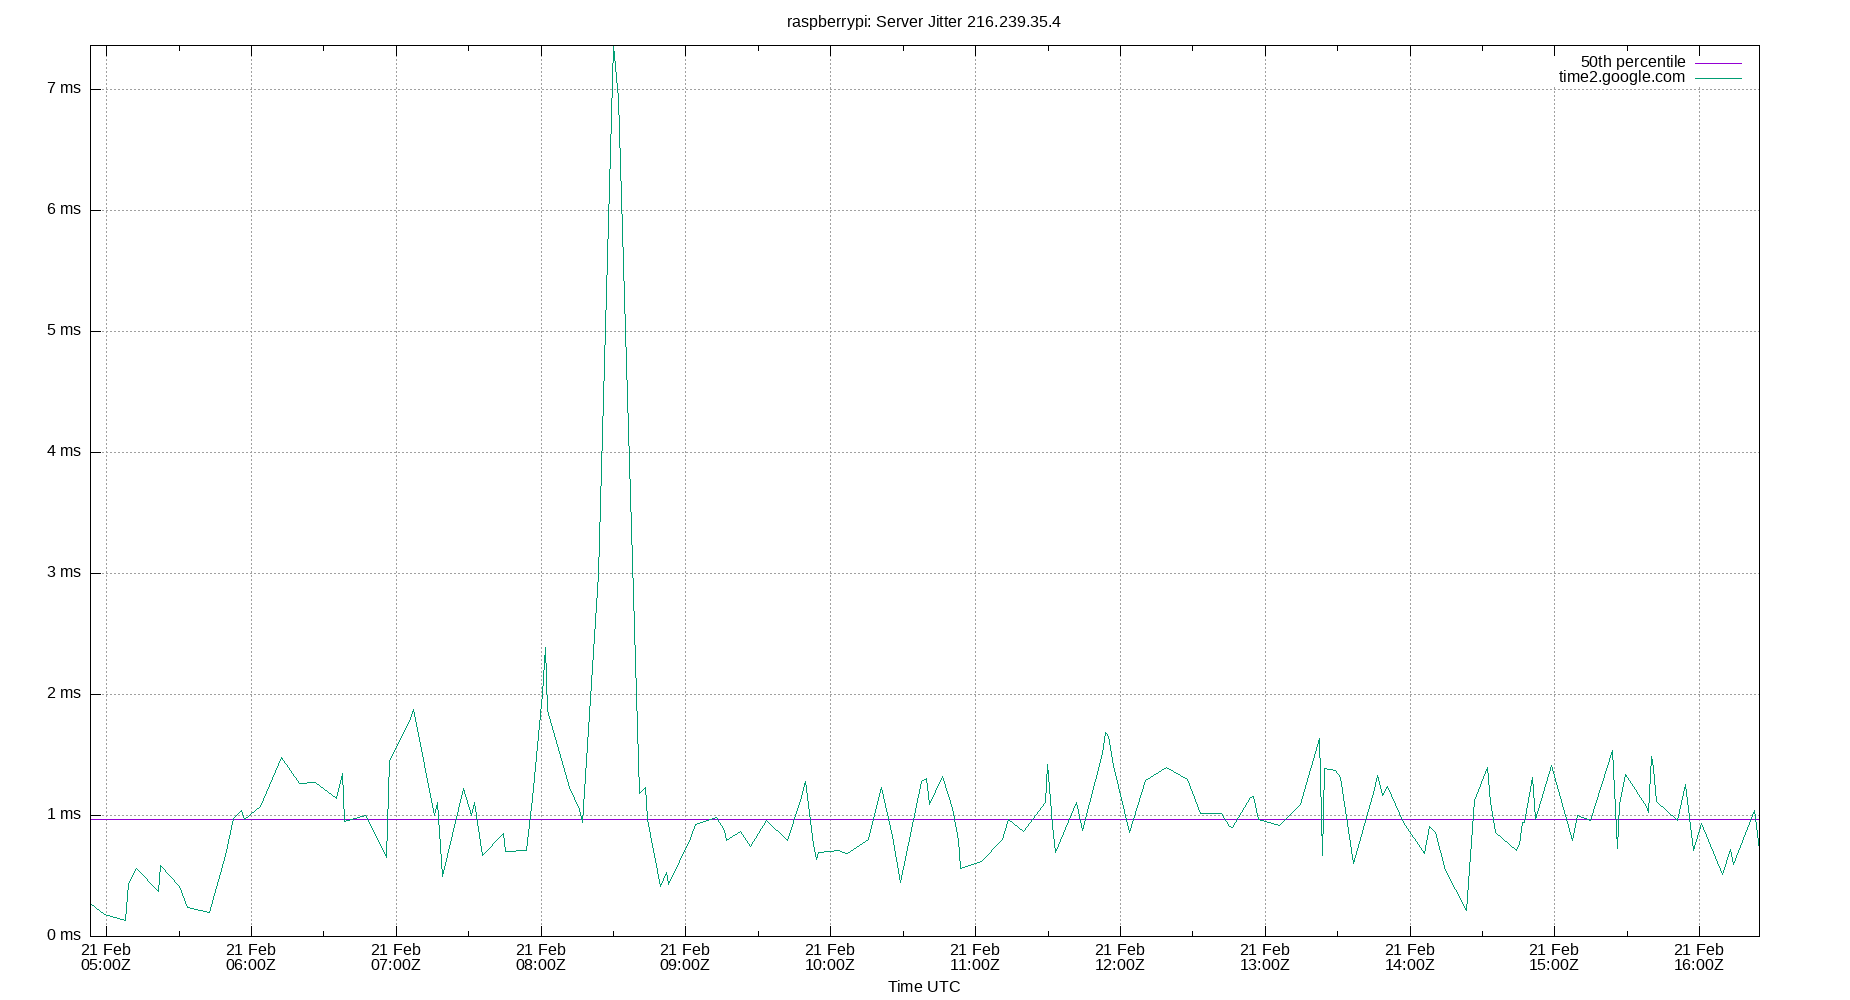 raspberrypi: Server Jitter 216.239.35.4
50th percentile
time2.google.com
7 ms
6 ms
5 ms
4 ms
3 ms
2 ms
1 ms
0 ms
21 Feb 21 Feb 21 Feb 21 Feb 21 Feb 21 Feb 21 Feb 21 Feb 21 Feb 21 Feb 21 Feb 21 Feb
05:00Z 06:00Z 07:00Z 08:00Z 09:00Z 10:00Z 11:00Z 12:00Z 13:00Z 14:00Z 15:00Z 16:00Z
Time UTC